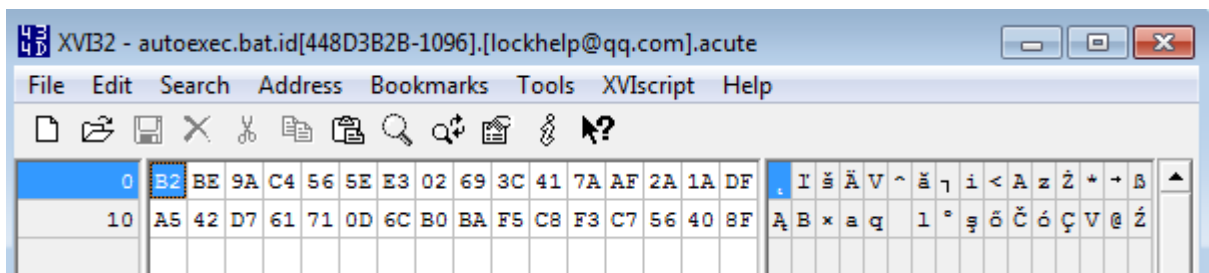 XVI32 - autoexec.bat.id[448D3B2B-1096].[lockhelp@qq.com].acute
File Edit Search Address Bookmarks Tools XVIscript Help
0 B2 BE 9A C4 56 5E E3 02 69 3C 41 7A AF 2A 1A DF ˛ ľ š Ä V ^ ă ┐ i < A z Ż * → ß
10 A5 42 D7 61 71 0D 6C B0 BA F5 C8 F3 C7 56 40 8F Ą B × a q l ° ş ő Č ó Ç V @ Ź